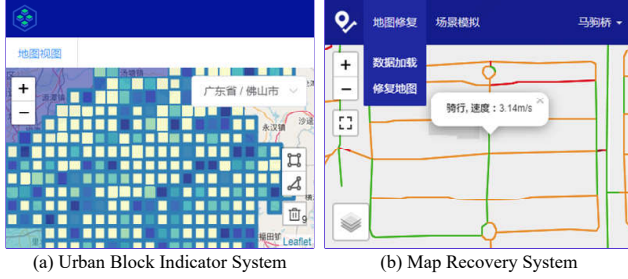 地图视图
广东省 / 佛山市
永汉镇
+
−
9
Leaflet
(a) Urban Block Indicator System
地图修复 场景模拟 马驹桥
数据加载
修复地图
+
−
骑行, 速度：3.14m/s
×
(b) Map Recovery System